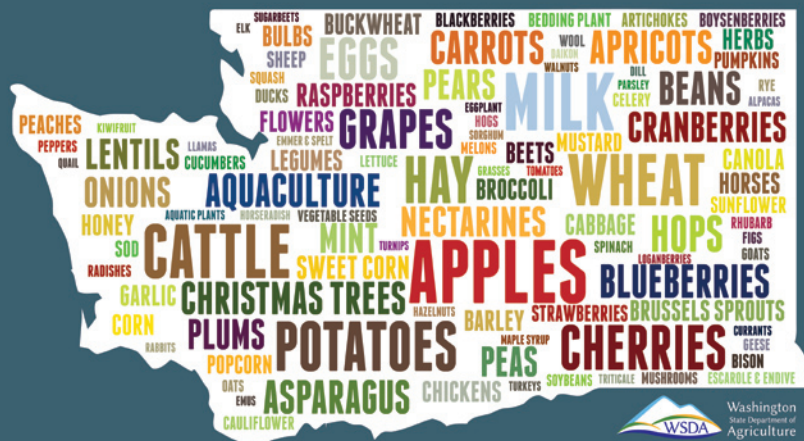 SUGARBEETS
ELK
BULBS
BUCKWHEAT
BLACKBERRIES
BEDDING PLANT
ARTICHOKES
BOYSENBERRIES
SHEEP
EGGS
CARROTS
WOOL
DAIKON
WALNUTS
APRICOTS
HERBS
PUMPKINS
SQUASH
DUCKS
RASPBERRIES
PEARS
MILK
DILL
PARSLEY
CELERY
BEANS
RYE
ALPACAS
PEACHES
KIWIFRUIT
FLOWERS
GRAPES
EGGPLANT
HOGS
SORGHUM
MELONS
CRANBERRIES
PEPPERS
QUAIL
LENTILS
LLAMAS
CUCUMBERS
EMMER & SPELT
LEGUMES
LETTUCE
BEETS
MUSTARD
CANOLA
ONIONS
AQUACULTURE
HAY
GRASSES
TOMATOES
BROCCOLI
WHEAT
HORSES
SUNFLOWER
HONEY
AQUATIC PLANTS
HORSERADISH
VEGETABLE SEEDS
NECTARINES
CABBAGE
HOPS
RHUBARB
FIGS
GOATS
SOD
CATTLE
MINT
TURNIPS
SPINACH
LOGANBERRIES
RADISHES
SWEET CORN
APPLES
BLUEBERRIES
GARLIC
CHRISTMAS TREES
HAZELNUTS
STRAWBERRIES
BRUSSELS SPROUTS
CORN
PLUMS
POTATOES
BARLEY
MAPLE SYRUP
CHERRIES
CURRANTS
GEESE
BISON
RABBITS
POPCORN
PEAS
OATS
EMUS
ASPARAGUS
CHICKENS
TURKEYS
SOYBEANS
TRITICALE
MUSHROOMS
ESCAROLE & ENDIVE
CAULIFLOWER
WSDA
Washington
State Department of
Agriculture